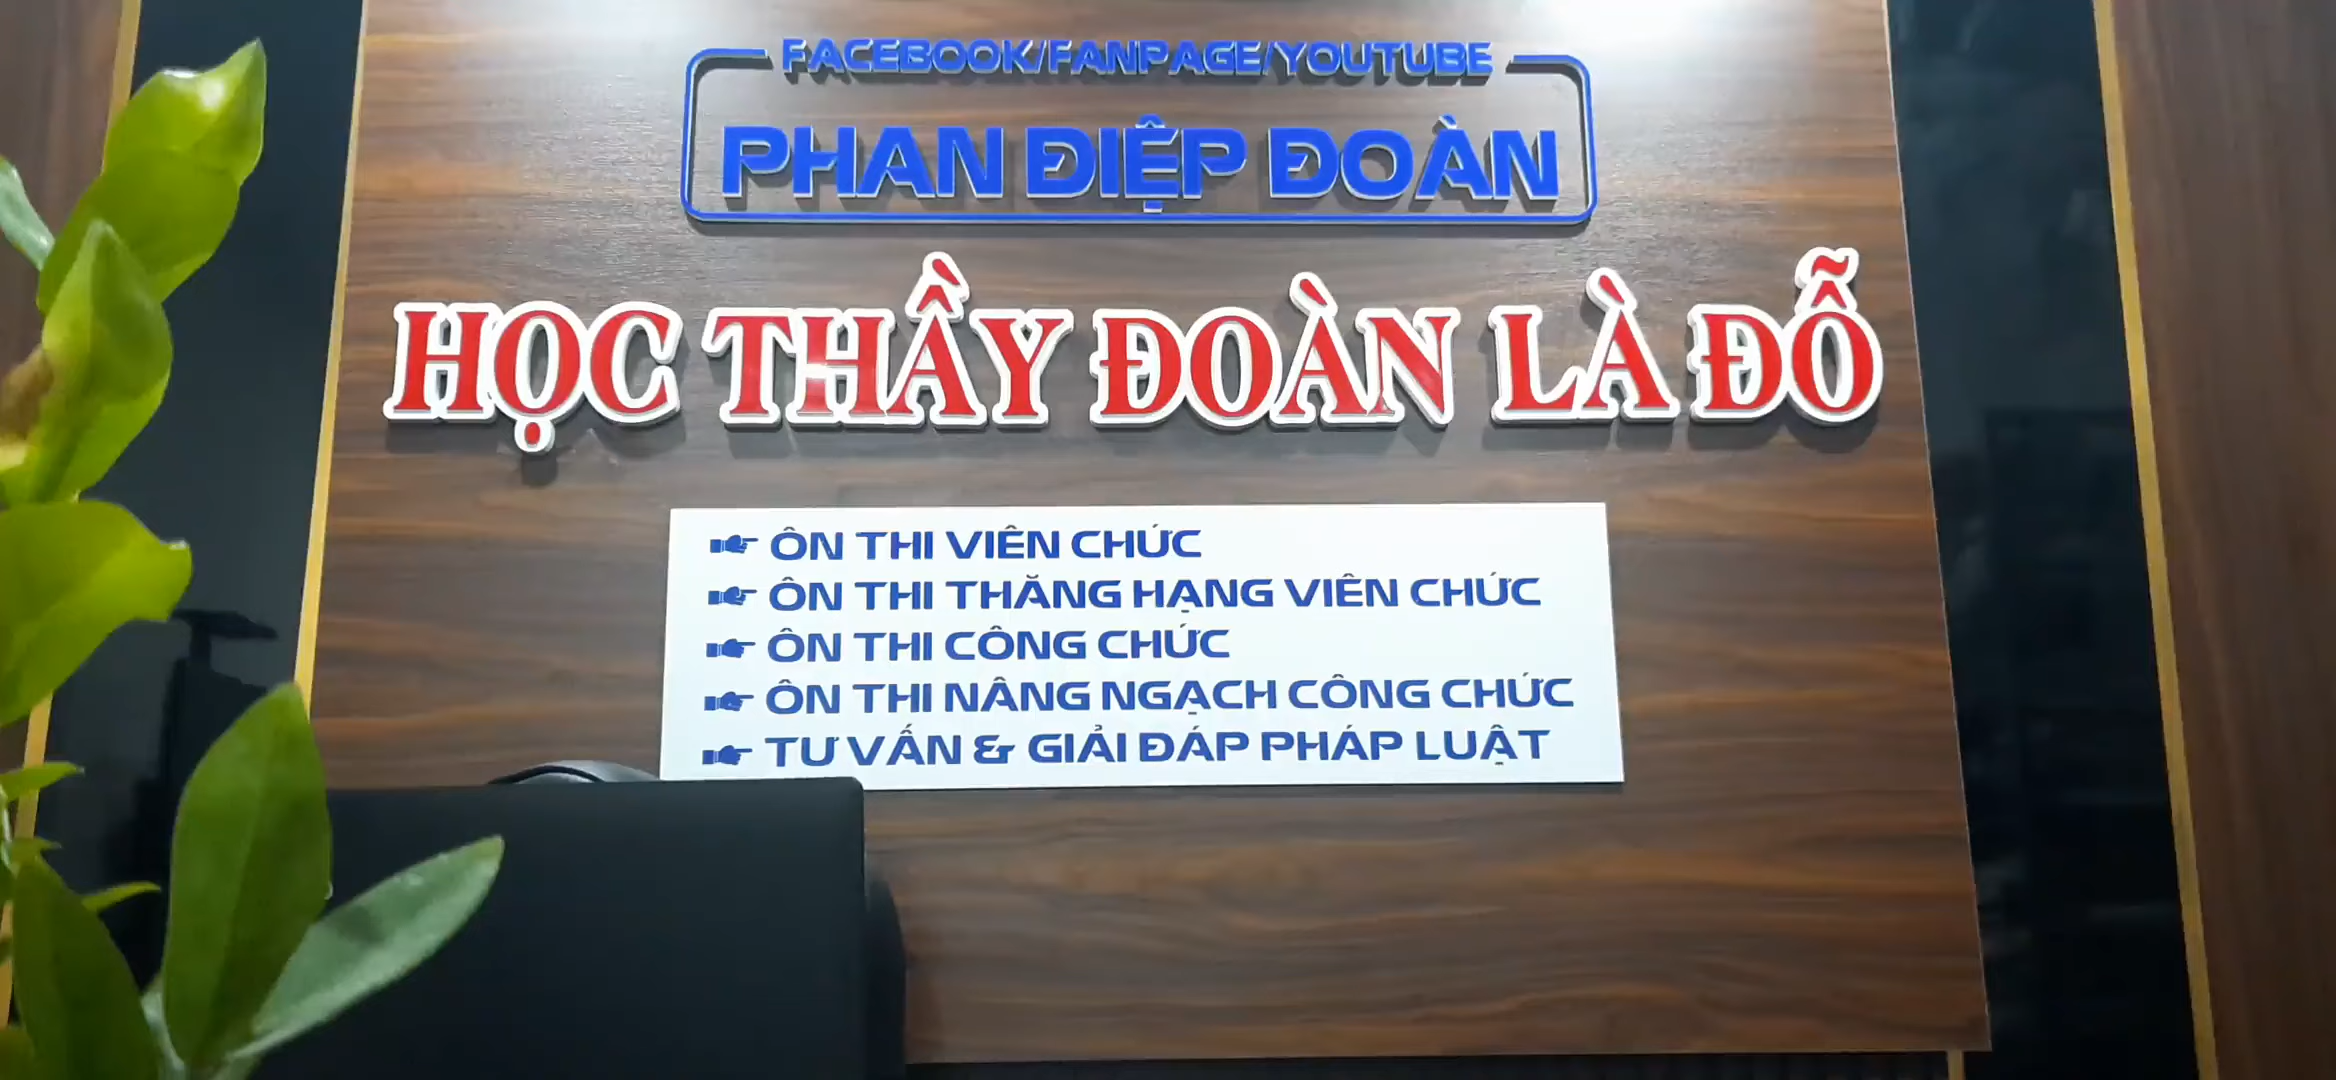 FACEBOOK/FANPAGE/YOUTUBE
PHAN ĐIỆP ĐOÀN
HỌC THẦY ĐOÀN LÀ ĐỖ
☛ ÔN THI VIÊN CHỨC
☛ ÔN THI THĂNG HẠNG VIÊN CHỨC
☛ ÔN THI CÔNG CHỨC
☛ ÔN THI NÂNG NGẠCH CÔNG CHỨC
☛ TƯ VẤN & GIẢI ĐÁP PHÁP LUẬT